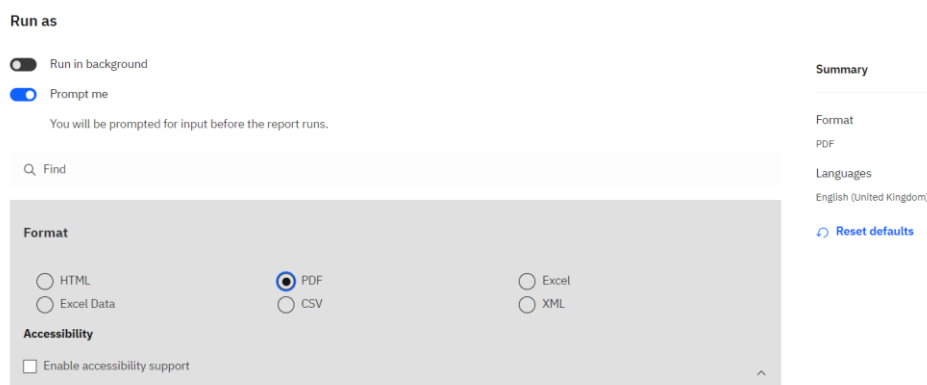 Run as
Run in background
Prompt me
You will be prompted for input before the report runs.
Find
Format
HTML
PDF
Excel
Excel Data
CSV
XML
Accessibility
Enable accessibility support
Summary
Format
PDF
Languages
English (United Kingdom)
Reset defaults